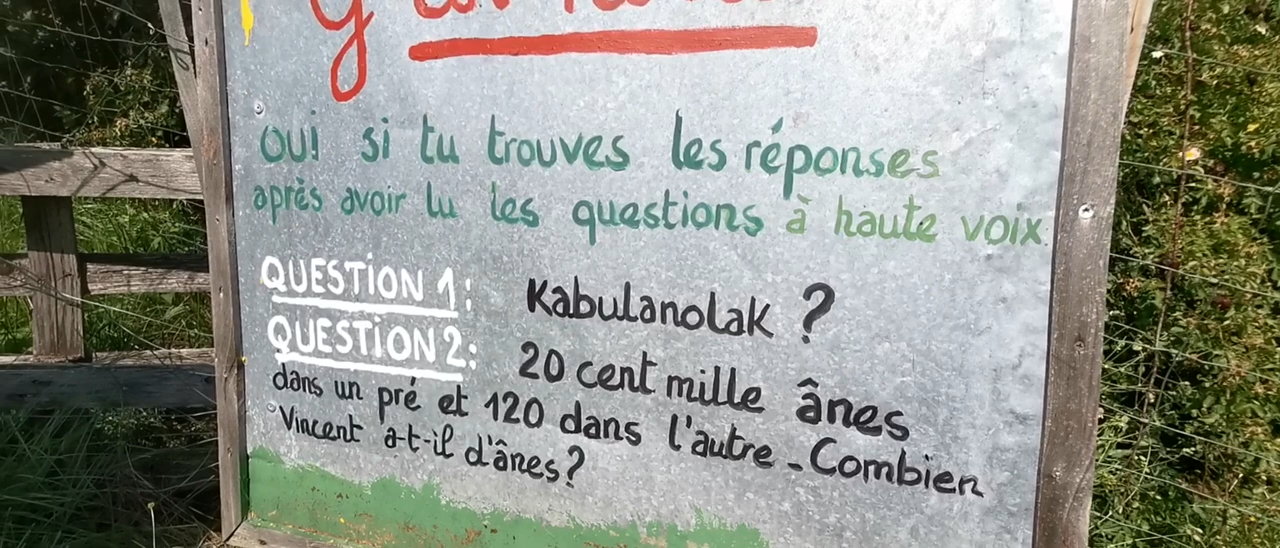 oui si tu trouves les réponses
après avoir lu les questions à haute voix.
QUESTION 1: Kabulanolak ?
QUESTION 2: 20 cent mille ânes
dans un pré et 120 dans l'autre - Combien
Vincent a-t-il d'ânes?